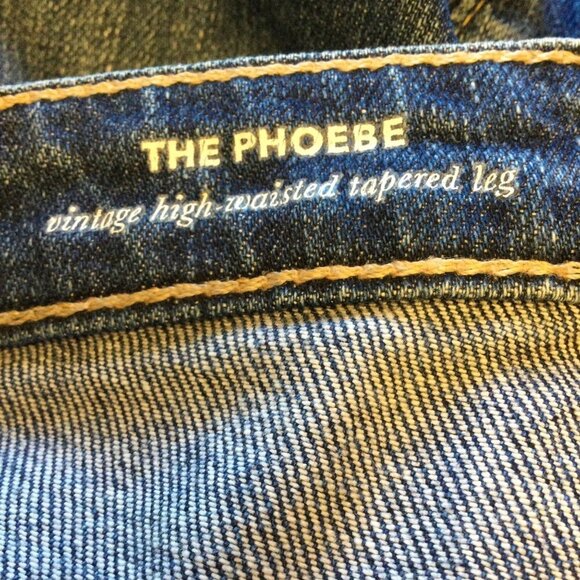 THE PHOEBE
vintage high-waisted tapered leg